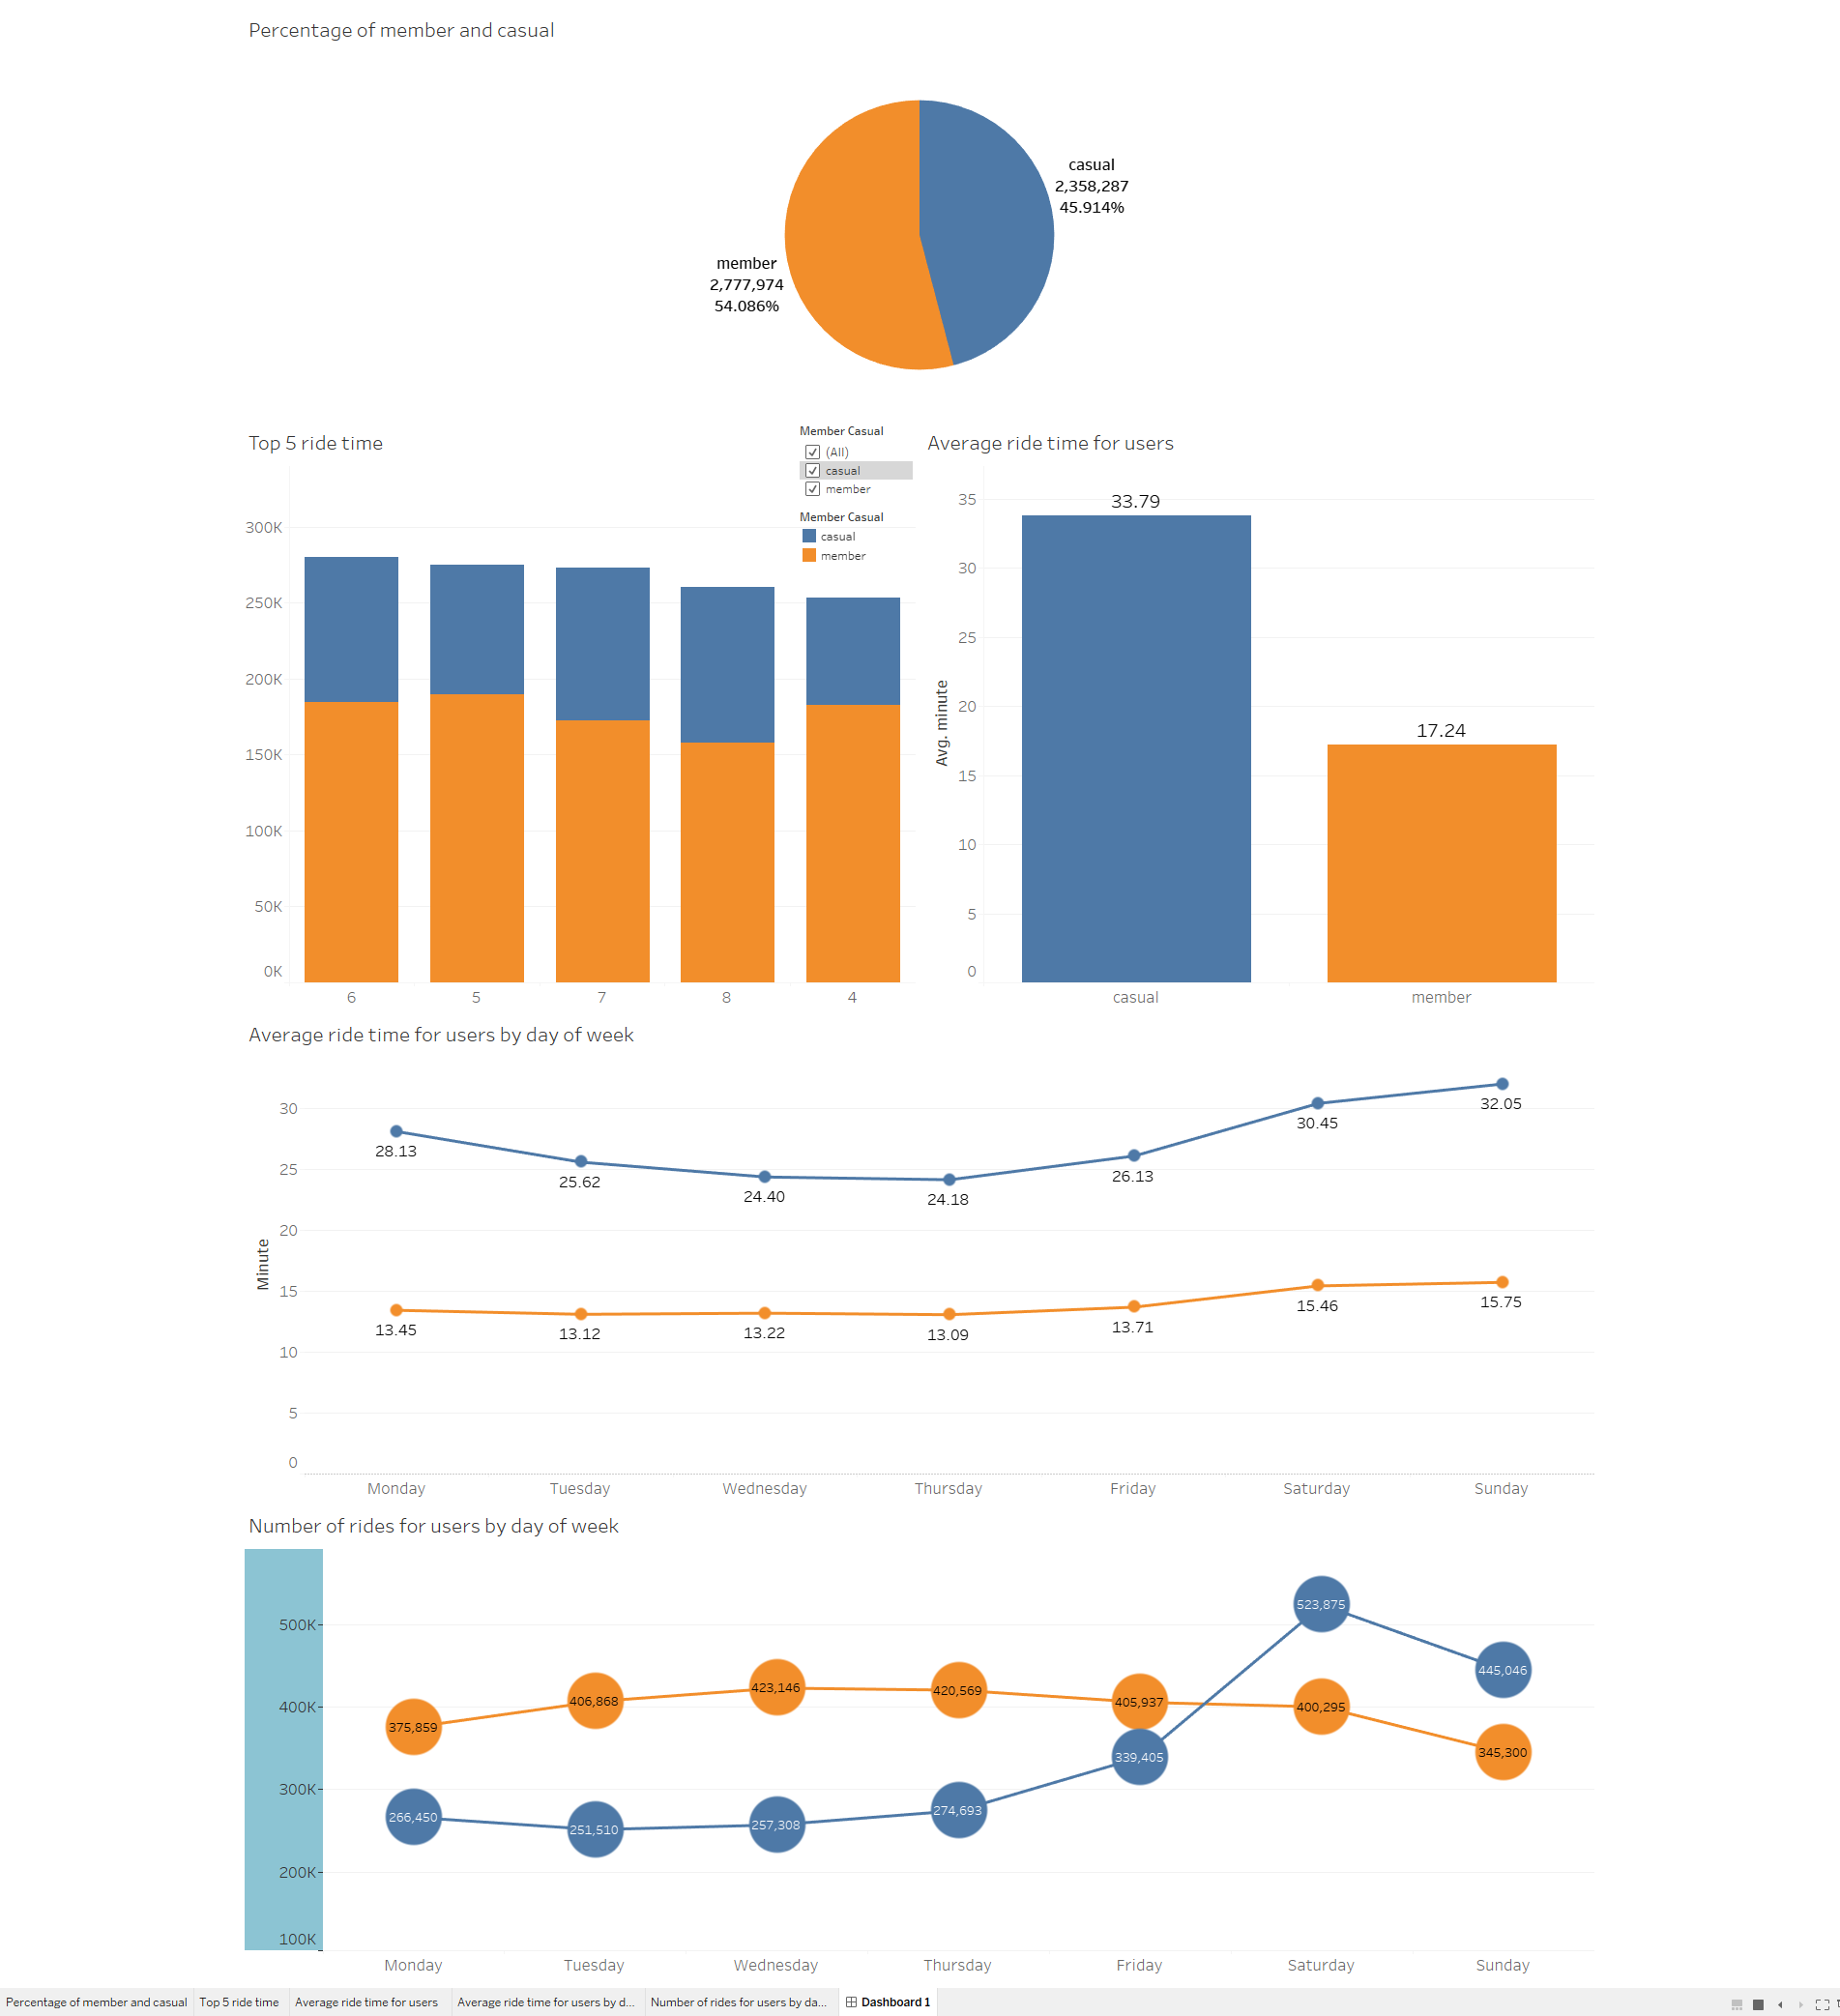 Percentage of member and casual
casual
2,358,287
45.914%
member
2,777,974
54.086%
Top 5 ride time
Member Casual
(All)
casual
member
Member Casual
casual
member
300K
250K
200K
150K
100K
50K
0K
6 5 7 8 4
Average ride time for users
Avg. minute
35
30
25
20
15
10
5
0
33.79
17.24
casual member
Average ride time for users by day of week
Minute
30
25
20
15
10
5
0
28.13 25.62 24.40 24.18 26.13 30.45 32.05
13.45 13.12 13.22 13.09 13.71 15.46 15.75
Monday Tuesday Wednesday Thursday Friday Saturday Sunday
Number of rides for users by day of week
500K
400K
300K
200K
100K
375,859 406,868 423,146 420,569 405,937 400,295 345,300
266,450 251,510 257,308 274,693 339,405 523,875 445,046
Monday Tuesday Wednesday Thursday Friday Saturday Sunday
Percentage of member and casual Top 5 ride time Average ride time for users Average ride time for users by d... Number of rides for users by da... Dashboard 1